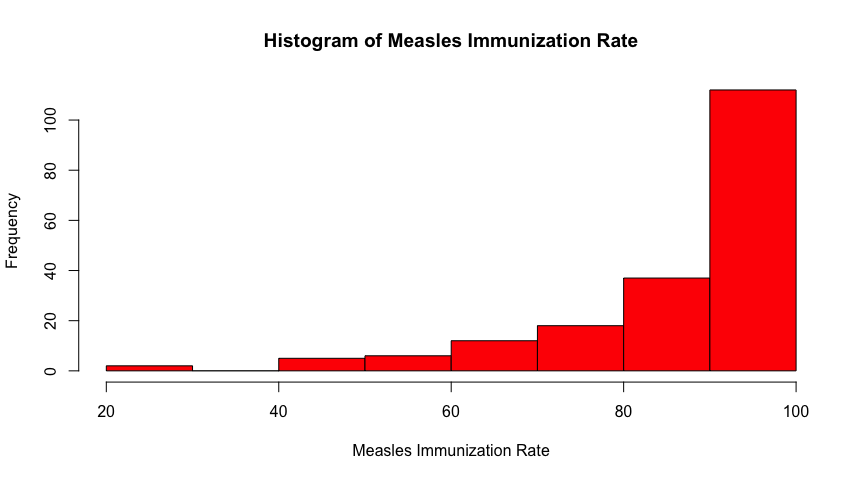 Histogram of Measles Immunization Rate
Frequency
100
80
60
40
20
0
20 40 60 80 100
Measles Immunization Rate